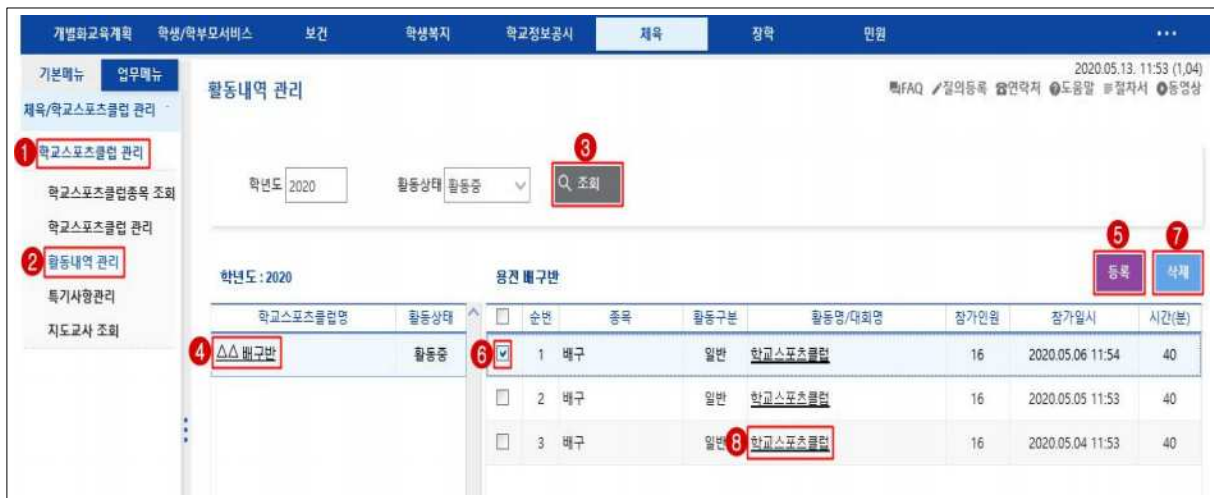 개별화교육계획 학생/학부모서비스 보건 학생복지 학교정보공시 체육 장학 민원 ...
기본메뉴 업무메뉴
2020.05.13. 11:53 (1,04)
활동내역 관리
FAQ 질의등록 연락처 도움말 절차서 동영상
체육/학교스포츠클럽 관리
1 학교스포츠클럽 관리
3
학교스포츠클럽종목 조회
학년도 2020 활동상태 활동중 조회
학교스포츠클럽 관리
5 7
2 활동내역 관리
학년도 : 2020 용전 배구반 등록 삭제
특기사항관리
지도교사 조회
학교스포츠클럽명 활동상태 순번 종목 활동구분 활동명/대회명 참가인원 참가일시 시간(분)
4 △△ 배구반 활동중 6 1 배구 일반 학교스포츠클럽 16 2020.05.06 11:54 40
2 배구 일반 학교스포츠클럽 16 2020.05.05 11:53 40
3 배구 일반 8 학교스포츠클럽 16 2020.05.04 11:53 40